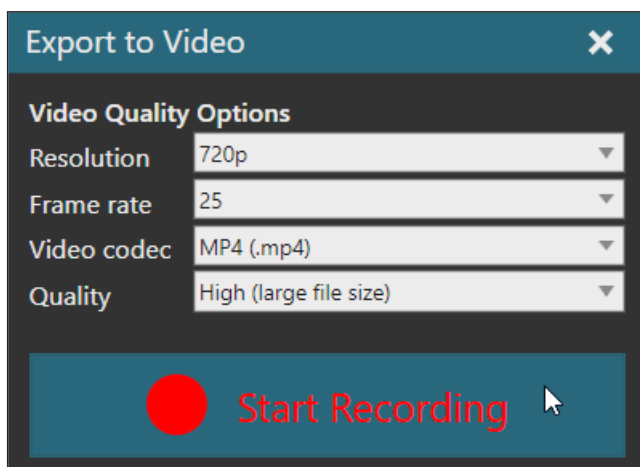 Export to Video
Video Quality Options
Resolution 720p
Frame rate 25
Video codec MP4 (.mp4)
Quality High (large file size)
Start Recording